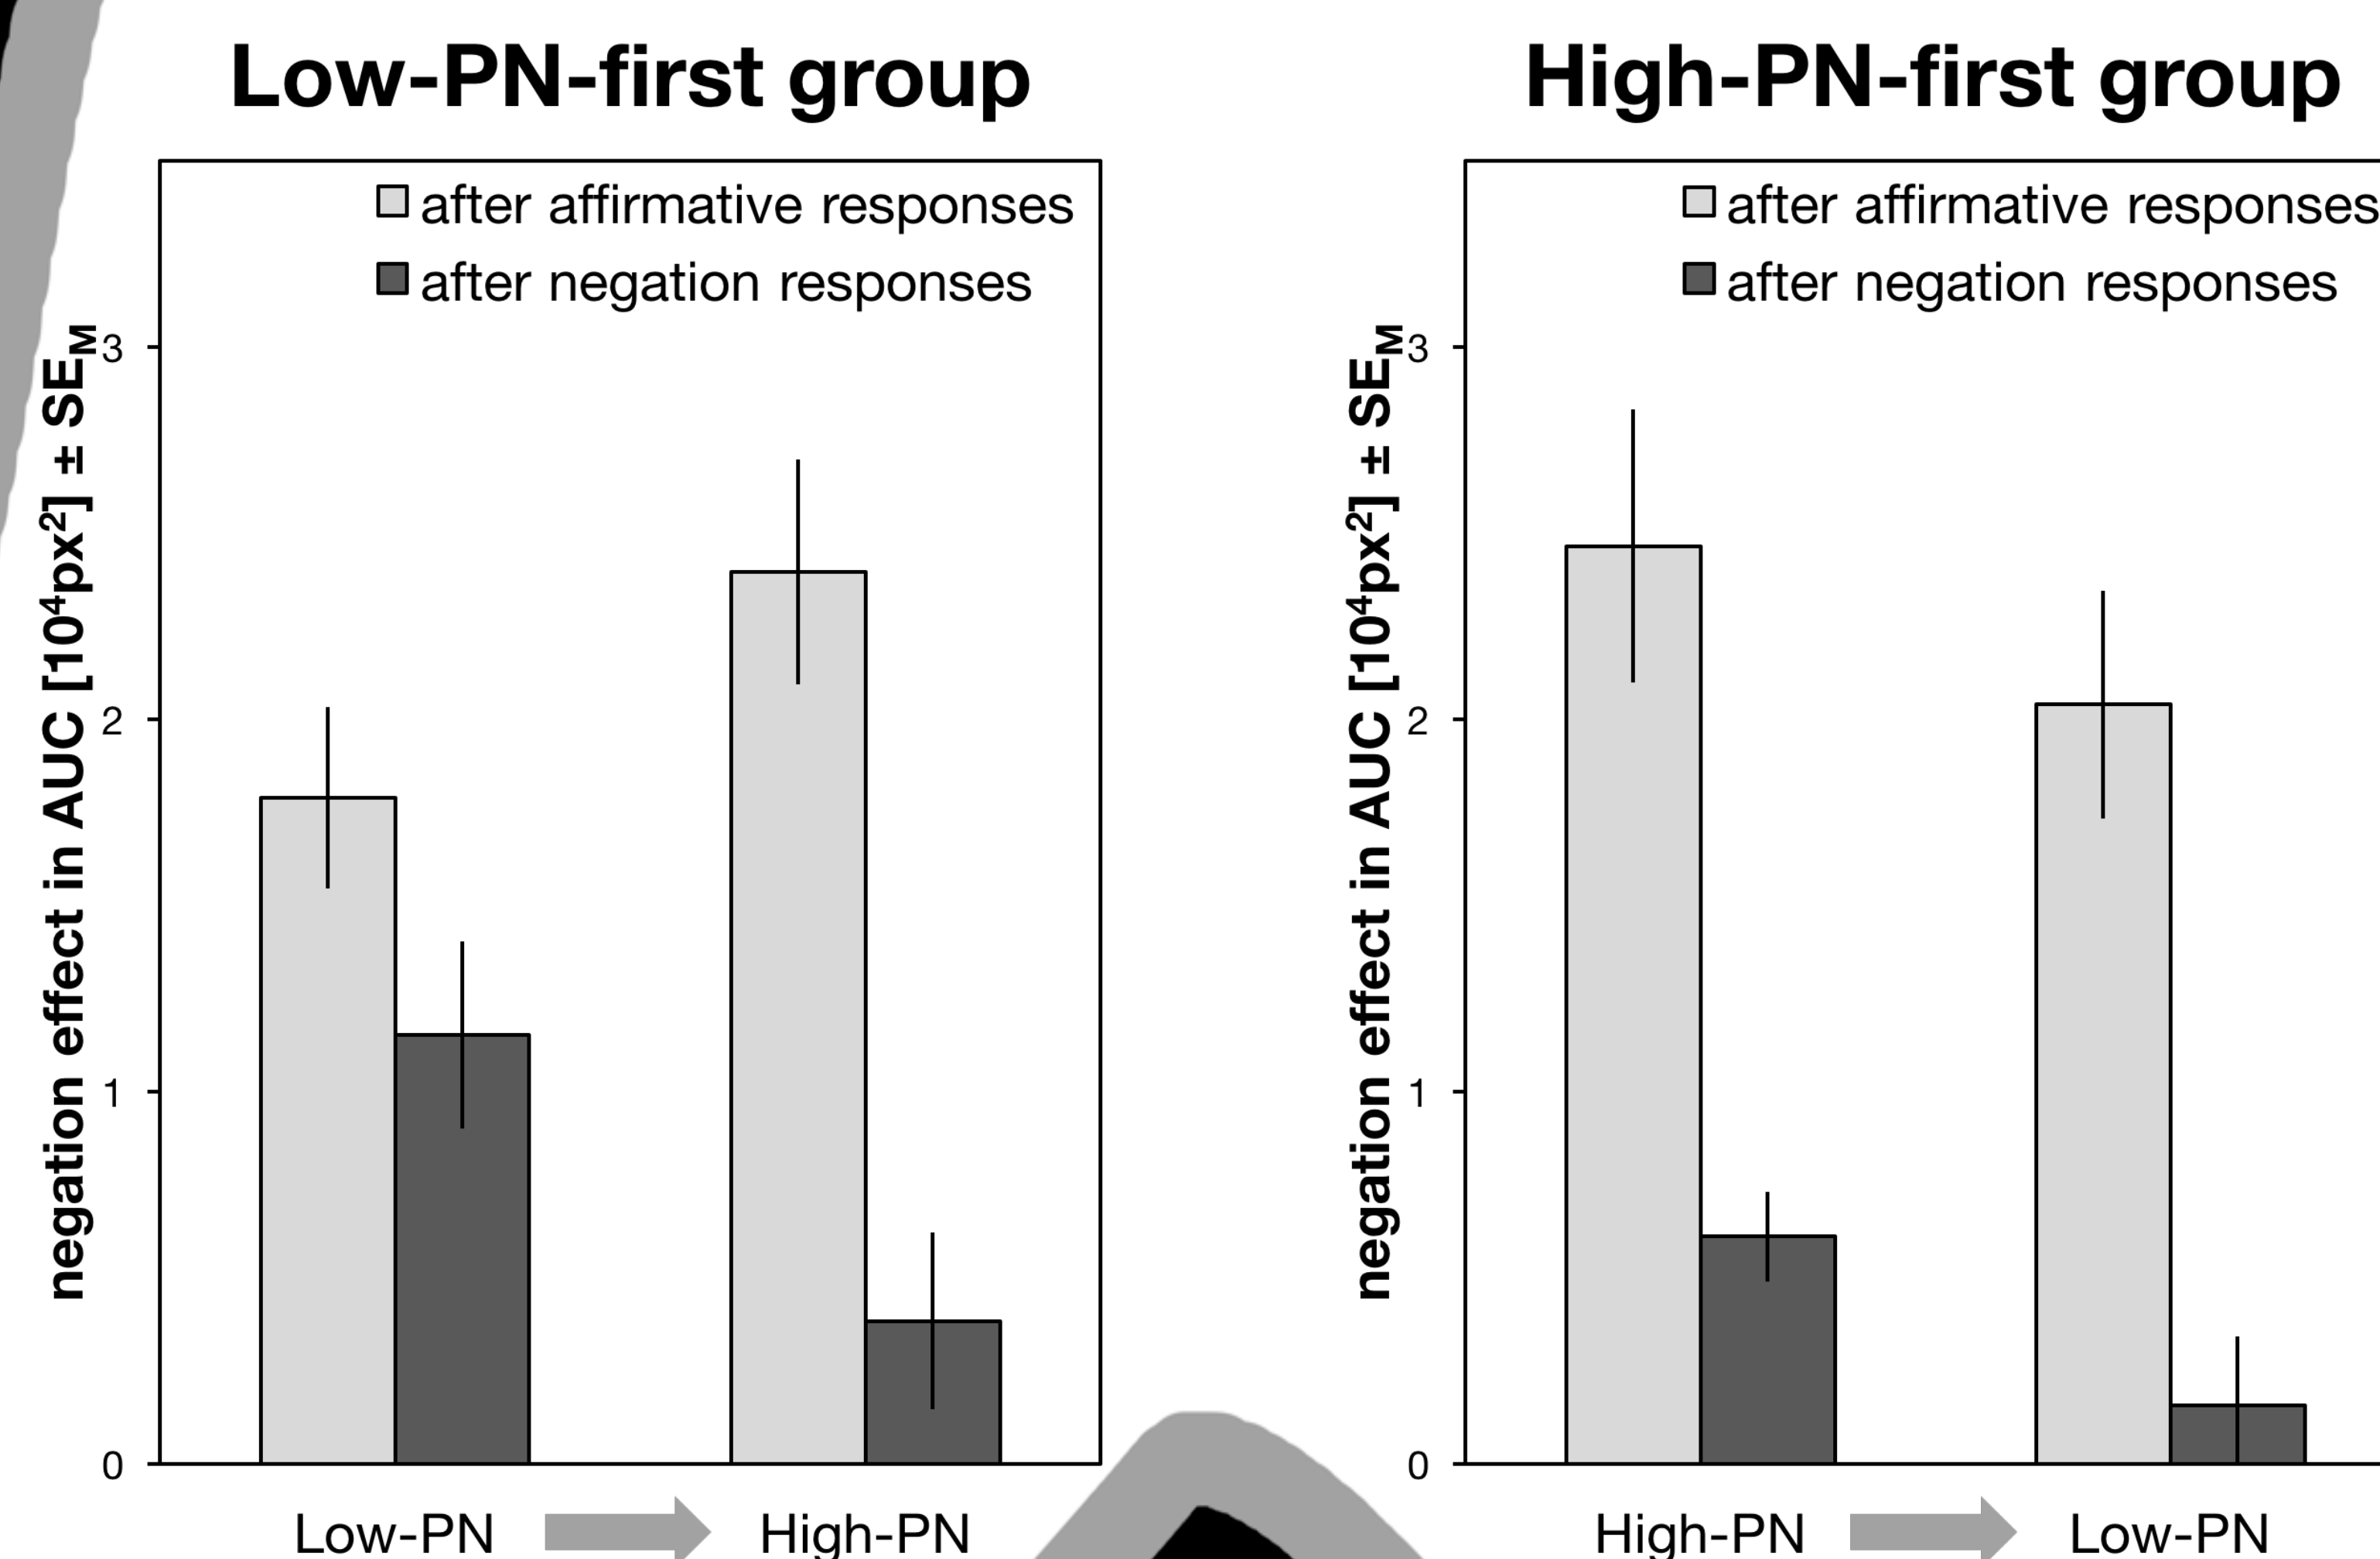 Low-PN-first group
after affirmative responses
after negation responses
negation effect in AUC [10⁴px²] ± SE_M
3
2
1
0
Low-PN
High-PN
High-PN-first group
after affirmative responses
after negation responses
negation effect in AUC [10⁴px²] ± SE_M
3
2
1
0
High-PN
Low-PN